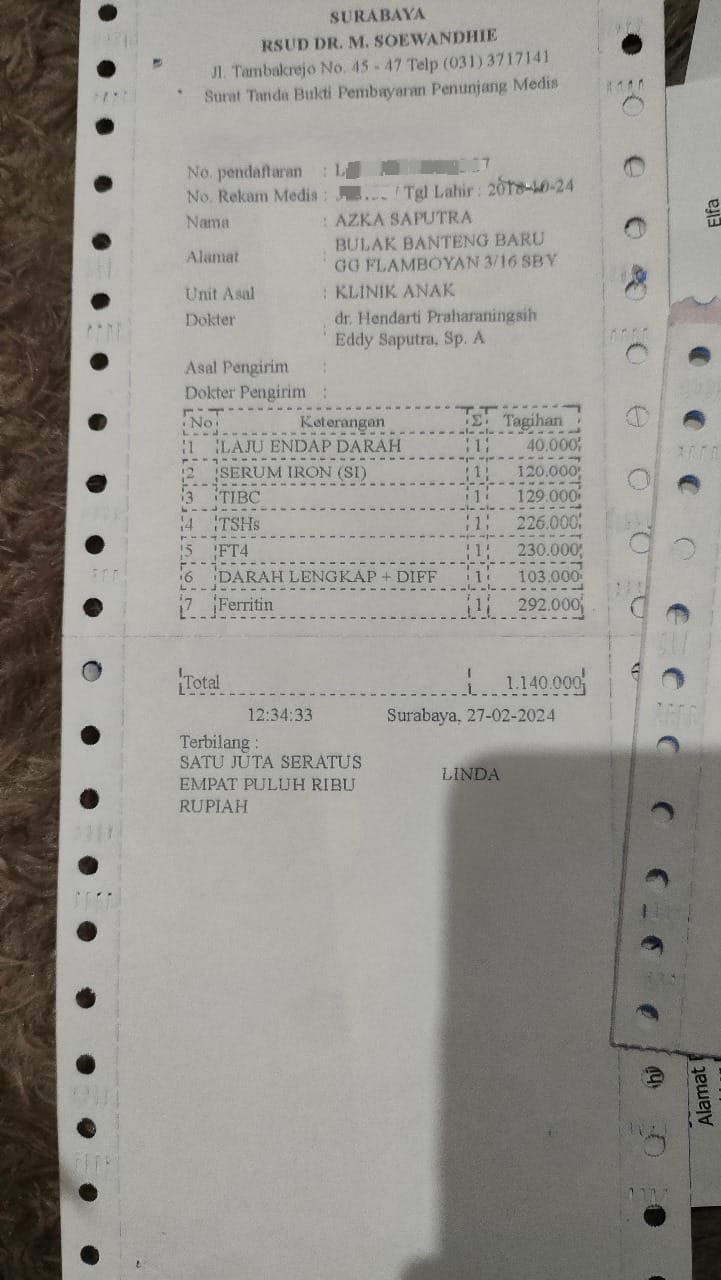 SURABAYA
RSUD DR. M. SOEWANDHIE
Jl. Tambakrejo No. 45 - 47 Telp (031) 3717141
Surat Tanda Bukti Pembayaran Penunjang Medis
No. pendaftaran : L 7
No. Rekam Medis : / Tgl Lahir : 2018-10-24
Nama : AZKA SAPUTRA
Alamat : BULAK BANTENG BARU
GG FLAMBOYAN 3/16 SBY
Unit Asal : KLINIK ANAK
Dokter : dr. Hendarti Praharaningsih
Eddy Saputra, Sp. A
Asal Pengirim :
Dokter Pengirim :
No Keterangan Σ Tagihan
1 LAJU ENDAP DARAH 1 40.000
2 SERUM IRON (SI) 1 120.000
3 TIBC 1 129.000
4 TSHs 1 226.000
5 FT4 1 230.000
6 DARAH LENGKAP + DIFF 1 103.000
7 Ferritin 1 292.000
Total 1.140.000
12:34:33 Surabaya, 27-02-2024
Terbilang :
SATU JUTA SERATUS
EMPAT PULUH RIBU
RUPIAH
LINDA
Elfa
Alamat